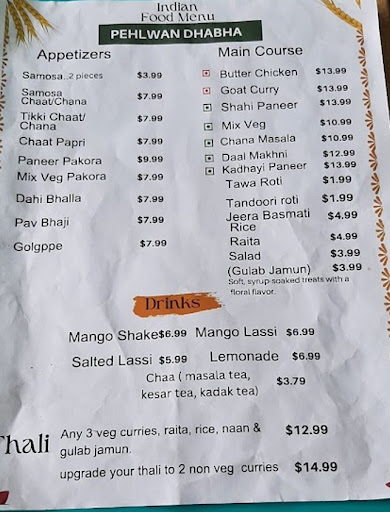 Indian
Food Menu
PEHLWAN DHABHA
Appetizers
Samosa..2 pieces $3.99
Samosa
Chaat/Chana $7.99
Tikki Chaat/
Chana $7.99
Chaat Papri $7.99
Paneer Pakora $9.99
Mix Veg Pakora $7.99
Dahi Bhalla $7.99
Pav Bhaji $7.99
Golgppe $7.99
Main Course
Butter Chicken $13.99
Goat Curry $13.99
Shahi Paneer $13.99
Mix Veg $10.99
Chana Masala $10.99
Daal Makhni $12.99
Kadhayi Paneer $13.99
Tawa Roti $1.99
Tandoori roti $1.99
Jeera Basmati $4.99
Rice
Raita $4.99
Salad $3.99
(Gulab Jamun) $3.99
Soft, syrup-soaked treats with a
floral flavor.
Drinks
Mango Shake $6.99 Mango Lassi $6.99
Salted Lassi $5.99 Lemonade $6.99
Chaa ( masala tea, $3.79
kesar tea, kadak tea)
Thali
Any 3 veg curries, raita, rice, naan & $12.99
gulab jamun.
upgrade your thali to 2 non veg curries $14.99